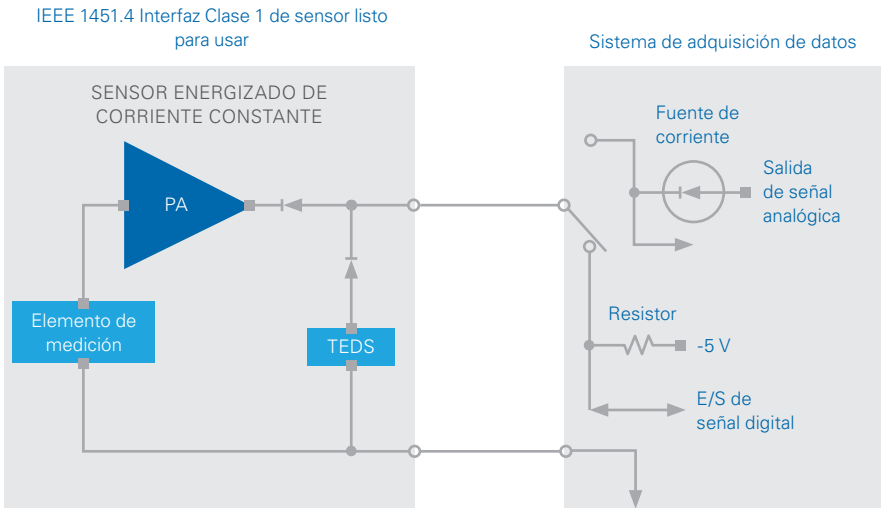 IEEE 1451.4 Interfaz Clase 1 de sensor listo
para usar
Sistema de adquisición de datos
SENSOR ENERGIZADO DE
CORRIENTE CONSTANTE
PA
Elemento de
medición
TEDS
Fuente de
corriente
Salida
de señal
analógica
Resistor
-5 V
E/S de
señal digital